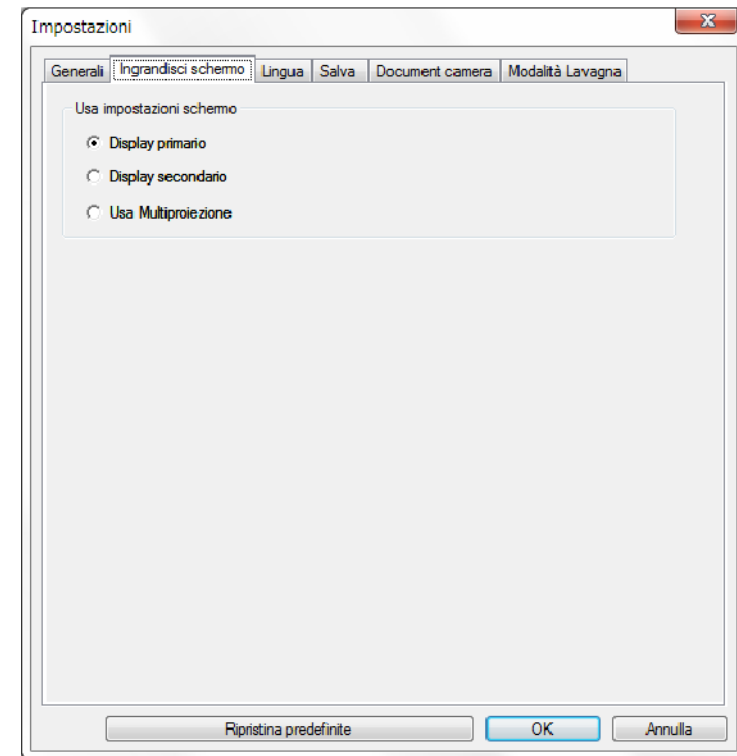 Impostazioni
Generali Ingrandisci schermo Lingua Salva Document camera Modalità Lavagna
Usa impostazioni schermo
Display primario
Display secondario
Usa Multiproiezione
Ripristina predefinite OK Annulla